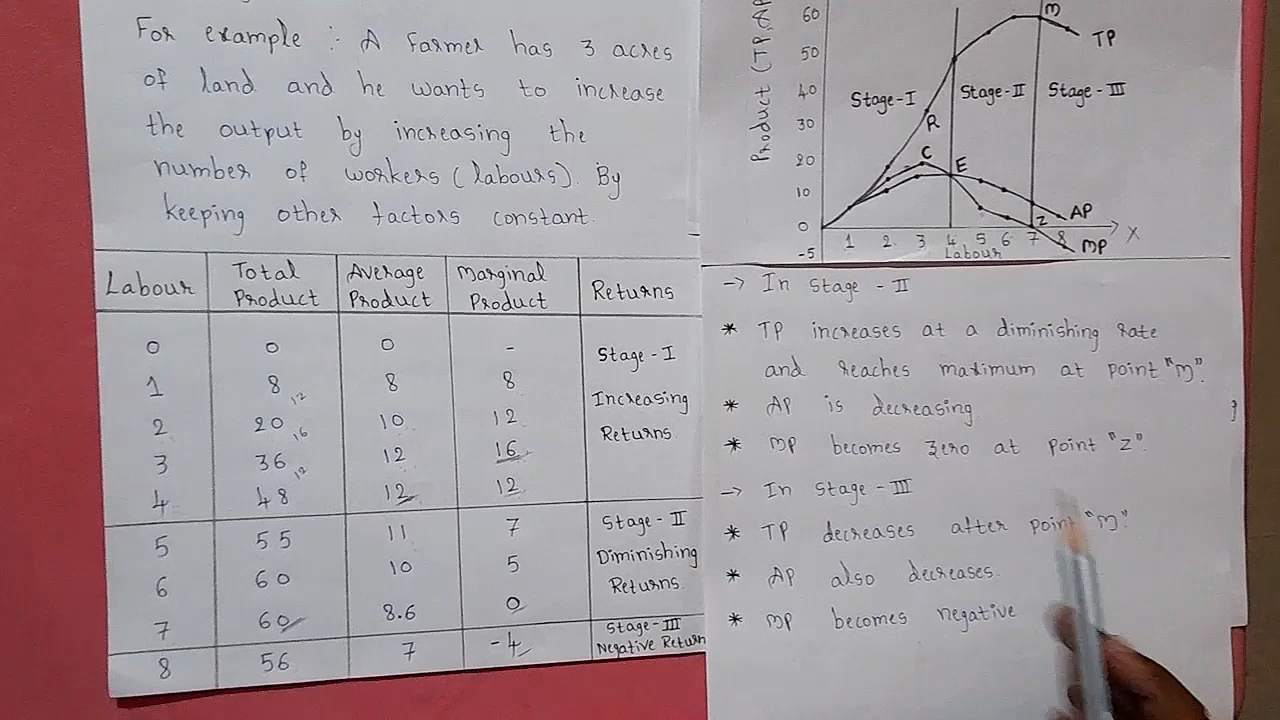 For example : A farmer has 3 acres
of land and he wants to increase
the output by increasing the
number of workers (labours). By
keeping other factors constant.
Labour Total Product Average Product Marginal Product Returns
0 0 0 - Stage-I
1 8 8 8 Increasing
12
2 20 10 12 Returns
16
3 36 12 16
12
4 48 12 12
5 55 11 7 Stage-II
6 60 10 5 Diminishing Returns
7 60 8.6 0
8 56 7 -4 Stage-III Negative Return
Product (TP, AP
60
50
40
30
20
10
0
-5
1 2 3 4 5 6 7 8 X
Labour
Stage-I Stage-II Stage-III
M
TP
R
C
E
Z
AP
MP
-> In Stage-II
* TP increases at a diminishing rate
and reaches maximum at point "M".
* AP is decreasing
* MP becomes zero at point "Z".
-> In Stage-III
* TP decreases after point "M".
* AP also decreases.
* MP becomes negative